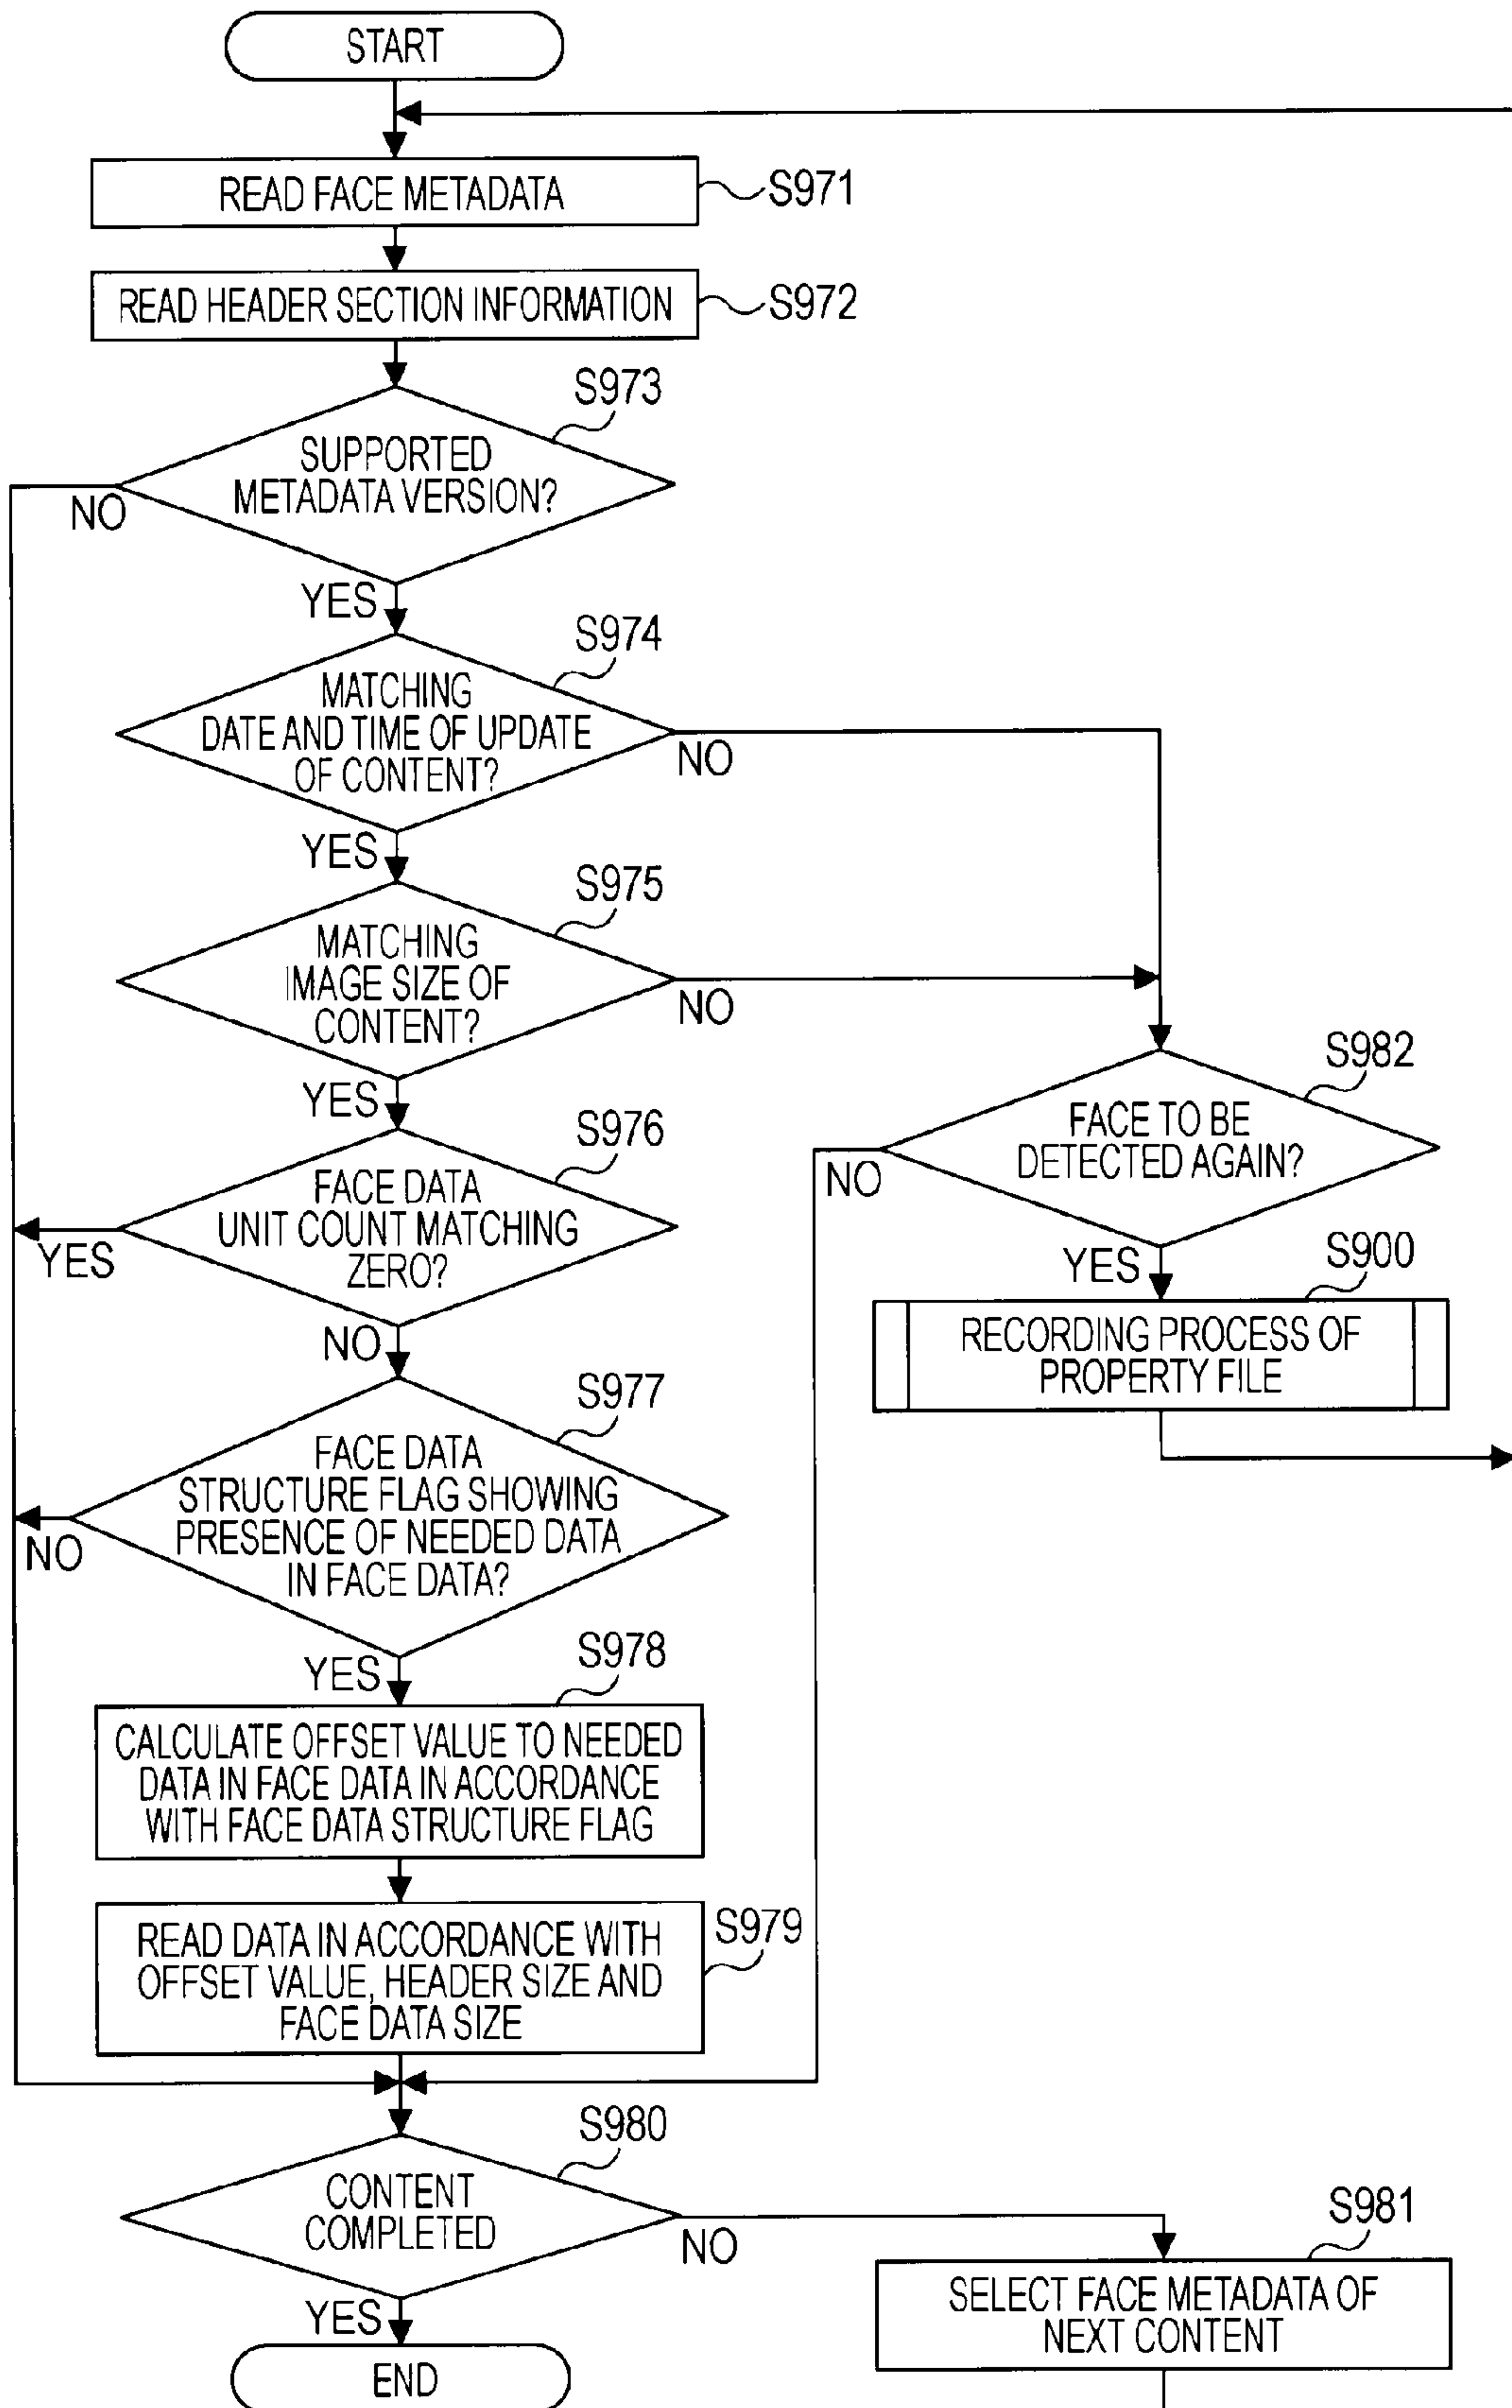 START
READ FACE METADATA
S971
READ HEADER SECTION INFORMATION
S972
S973
SUPPORTED
METADATA VERSION?
NO
YES
S974
MATCHING
DATE AND TIME OF UPDATE
OF CONTENT?
NO
YES
S975
MATCHING
IMAGE SIZE OF
CONTENT?
NO
YES
S982
FACE TO BE
DETECTED AGAIN?
NO
YES
S976
FACE DATA
UNIT COUNT MATCHING
ZERO?
YES
NO
S900
RECORDING PROCESS OF
PROPERTY FILE
S977
FACE DATA
STRUCTURE FLAG SHOWING
PRESENCE OF NEEDED DATA
IN FACE DATA?
NO
YES
S978
CALCULATE OFFSET VALUE TO NEEDED
DATA IN FACE DATA IN ACCORDANCE
WITH FACE DATA STRUCTURE FLAG
READ DATA IN ACCORDANCE WITH
OFFSET VALUE, HEADER SIZE AND
FACE DATA SIZE
S979
S980
CONTENT
COMPLETED
NO
YES
S981
SELECT FACE METADATA OF
NEXT CONTENT
END